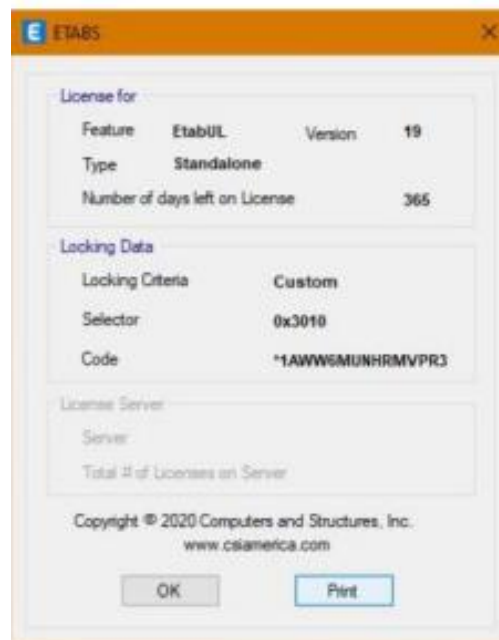 ETABS
License for
Feature EtabUL Version 19
Type Standalone
Number of days left on License 365
Locking Data
Locking Criteria Custom
Selector 0x3010
Code *1AWW6MUNHRMVPR3
License Server
Server
Total # of Licenses on Server
Copyright © 2020 Computers and Structures, Inc.
www.csiamerica.com
OK Print